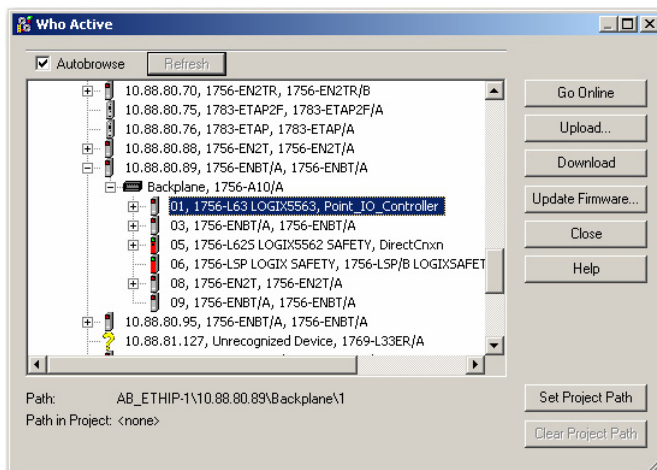 Who Active
Autobrowse
Refresh
10.88.80.70, 1756-EN2TR, 1756-EN2TR/B
10.88.80.75, 1783-ETAP2F, 1783-ETAP2F/A
10.88.80.76, 1783-ETAP, 1783-ETAP/A
10.88.80.88, 1756-EN2T, 1756-EN2T/A
10.88.80.89, 1756-ENBT/A, 1756-ENBT/A
Backplane, 1756-A10/A
01, 1756-L63 LOGIX5563, Point_IO_Controller
03, 1756-ENBT/A, 1756-ENBT/A
05, 1756-L62S LOGIX5562 SAFETY, DirectCnxn
06, 1756-LSP LOGIX SAFETY, 1756-LSP/B LOGIXSAFET
08, 1756-EN2T, 1756-EN2T/A
09, 1756-ENBT/A, 1756-ENBT/A
10.88.80.95, 1756-ENBT/A, 1756-ENBT/A
10.88.81.127, Unrecognized Device, 1769-L33ER/A
Go Online
Upload...
Download
Update Firmware...
Close
Help
Path: AB_ETHIP-1\10.88.80.89\Backplane\1
Path in Project: <none>
Set Project Path
Clear Project Path